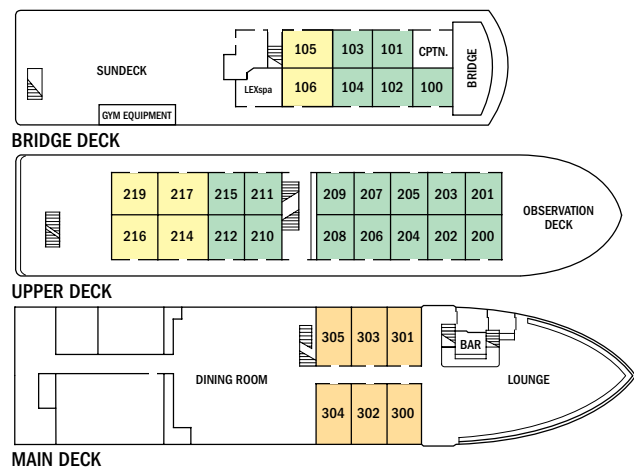 105 103 101 CPTN.
SUNDECK
BRIDGE
LEXspa 106 104 102 100
GYM EQUIPMENT
BRIDGE DECK
219 217 215 211 209 207 205 203 201
OBSERVATION
DECK
216 214 212 210 208 206 204 202 200
UPPER DECK
305 303 301
BAR
DINING ROOM
LOUNGE
304 302 300
MAIN DECK